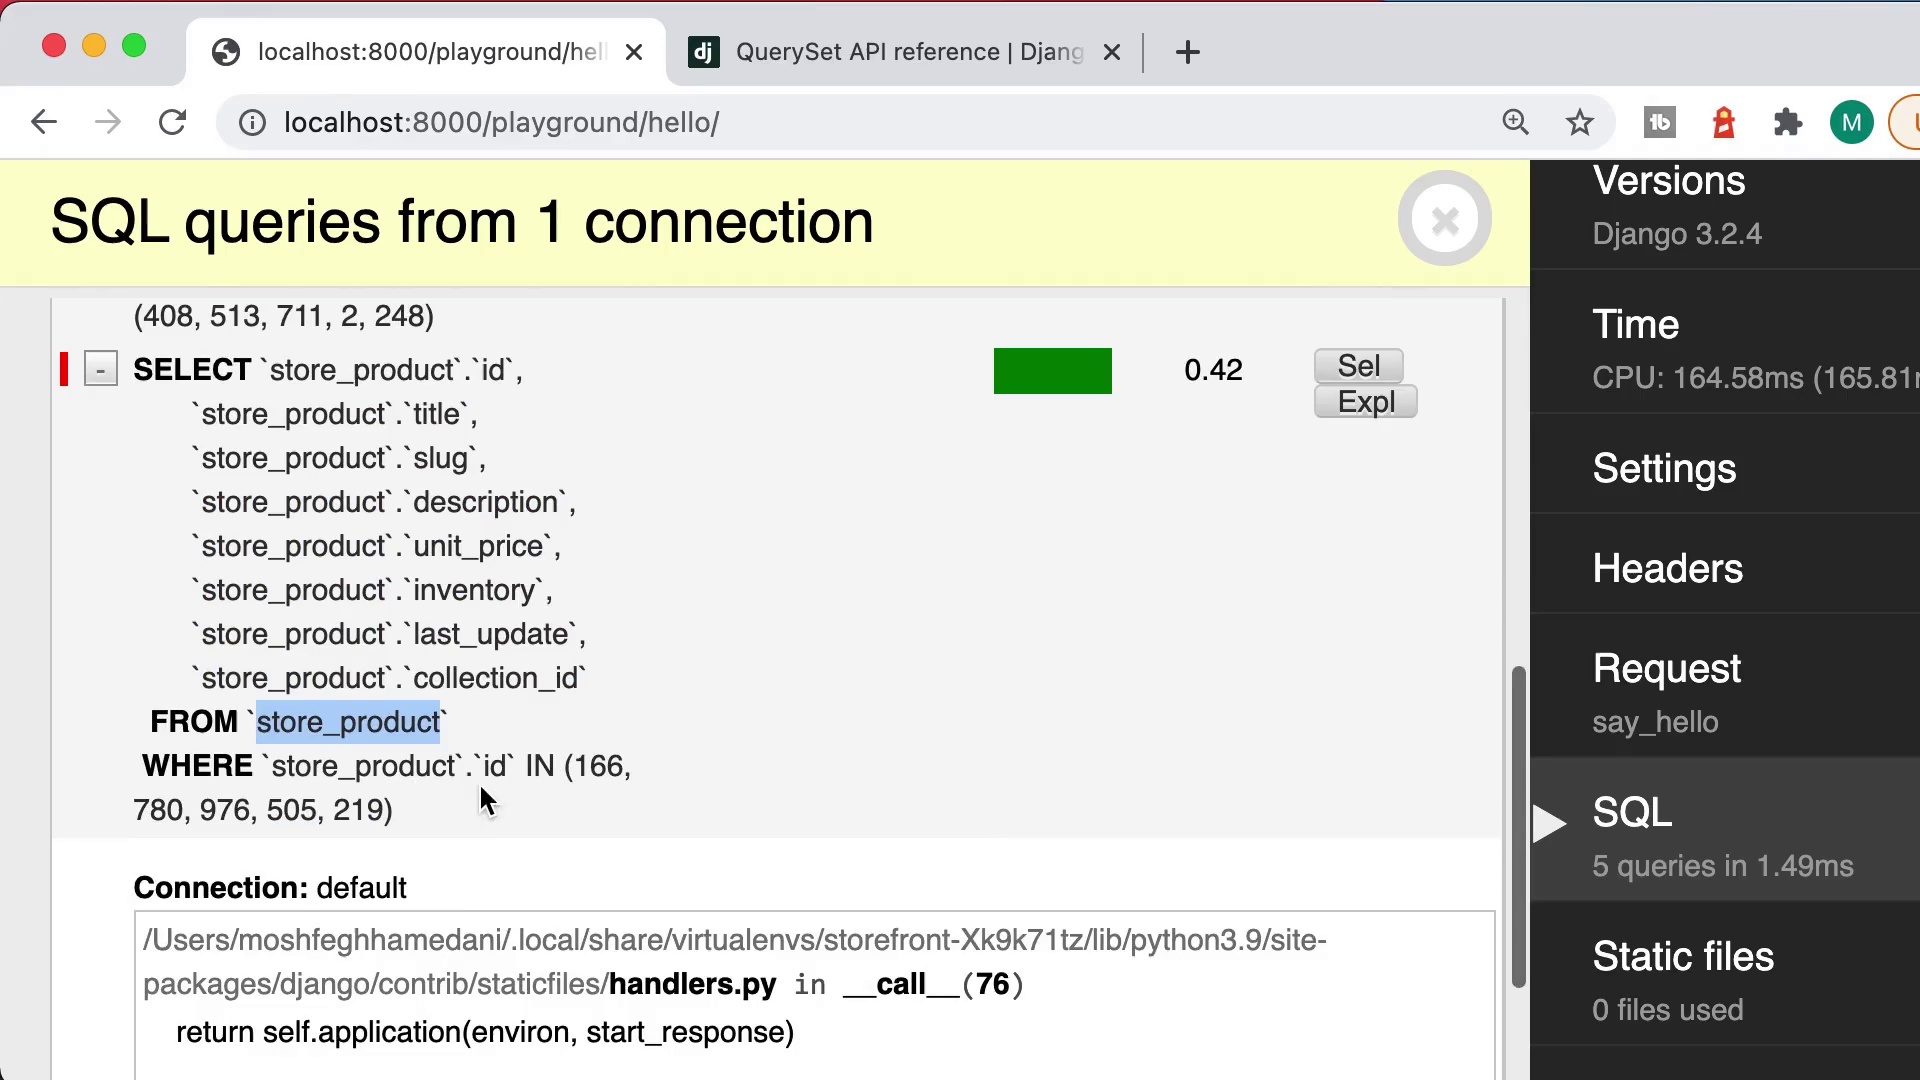 localhost:8000/playground/hel
QuerySet API reference | Djang
localhost:8000/playground/hello/
M
SQL queries from 1 connection
(408, 513, 711, 2, 248)
- SELECT `store_product`.`id`,
`store_product`.`title`,
`store_product`.`slug`,
`store_product`.`description`,
`store_product`.`unit_price`,
`store_product`.`inventory`,
`store_product`.`last_update`,
`store_product`.`collection_id`
FROM `store_product`
WHERE `store_product`.`id` IN (166,
780, 976, 505, 219)
0.42
Sel
Expl
Connection: default
/Users/moshfeghhamedani/.local/share/virtualenvs/storefront-Xk9k71tz/lib/python3.9/site-
packages/django/contrib/staticfiles/handlers.py in __call__(76)
return self.application(environ, start_response)
Versions
Django 3.2.4
Time
CPU: 164.58ms (165.81
Settings
Headers
Request
say_hello
SQL
5 queries in 1.49ms
Static files
0 files used